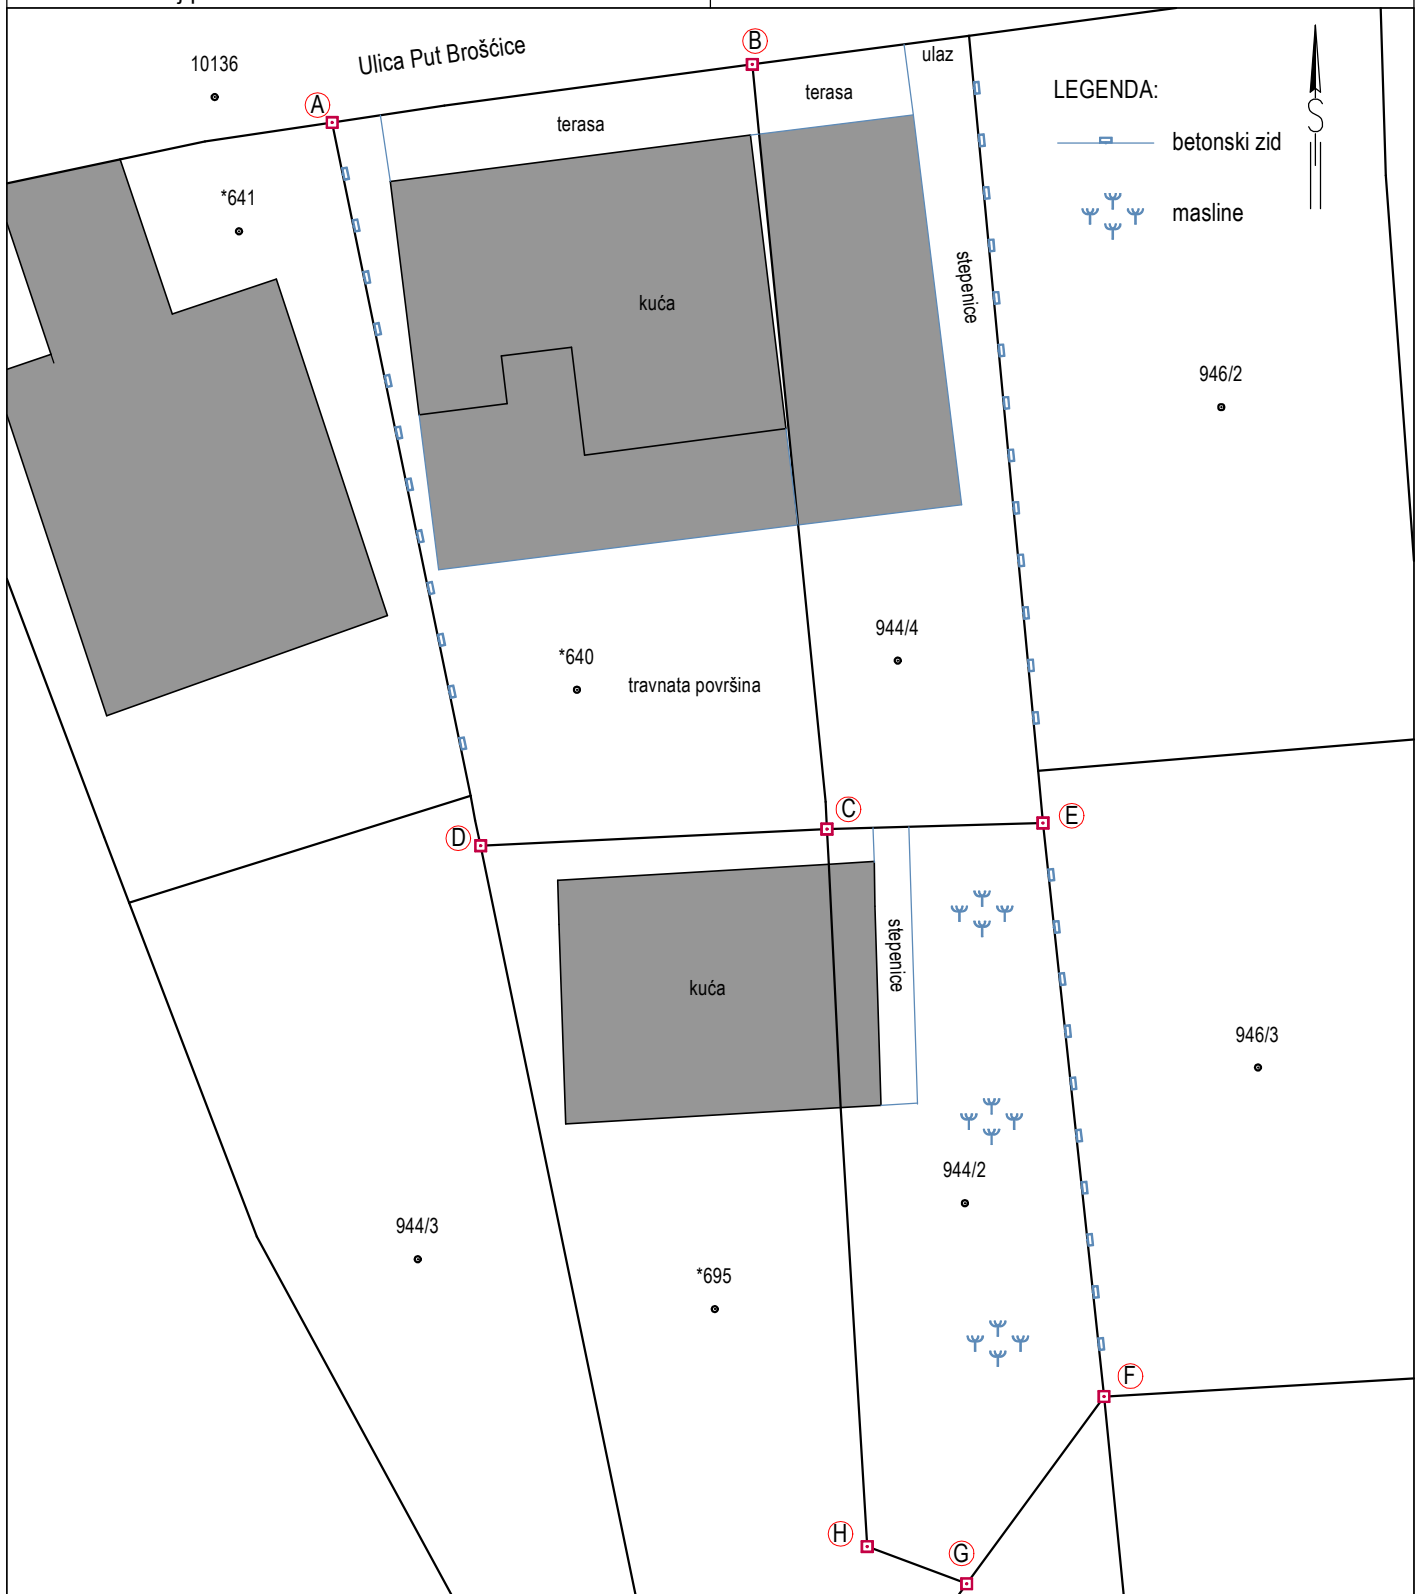 Ulica Put Brošćice
B
ulaz
10136
A
terasa
terasa
LEGENDA:
S
betonski zid
*641
masline
stepenice
kuća
946/2
944/4
*640
travnata površina
C
E
D
stepenice
kuća
946/3
944/2
944/3
*695
F
H
G